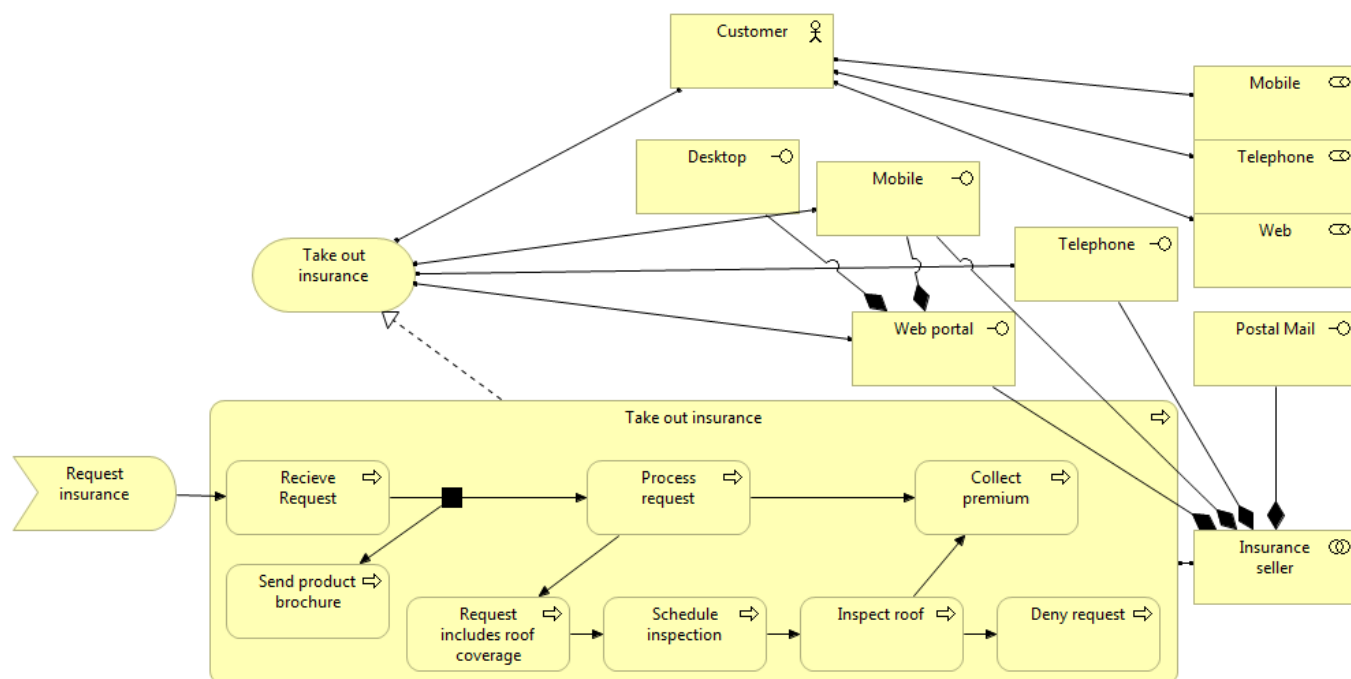 Customer
Mobile
Desktop
Mobile
Telephone
Web
Telephone
Take out
insurance
Web portal
Postal Mail
Take out insurance
Request
insurance
Recieve
Request
Process
request
Collect
premium
Insurance
seller
Send product
brochure
Request
includes roof
coverage
Schedule
inspection
Inspect roof
Deny request